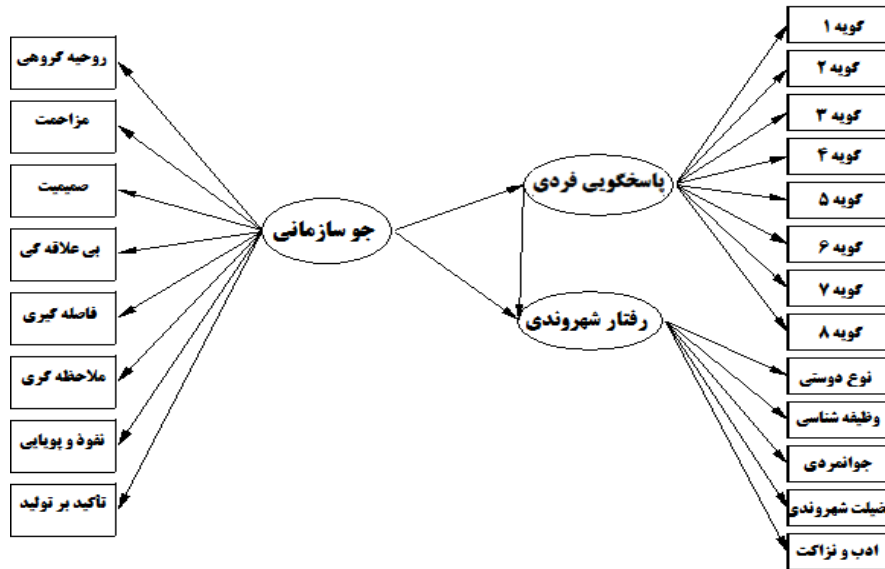 گویه ۱
گویه ۲
گویه ۳
گویه ۴
گویه ۵
گویه ۶
گویه ۷
گویه ۸
نوع دوستی
وظیفه شناسی
جوانمردی
ضیلت شهروندی
ادب و نزاکت
پاسخگویی فردی
رفتار شهروندی
جو سازمانی
روحیه گروهی
مزاحمت
صمیمیت
بی علاقه گی
فاصله گیری
ملاحظه گری
نفوذ و پویایی
تأکید بر تولید